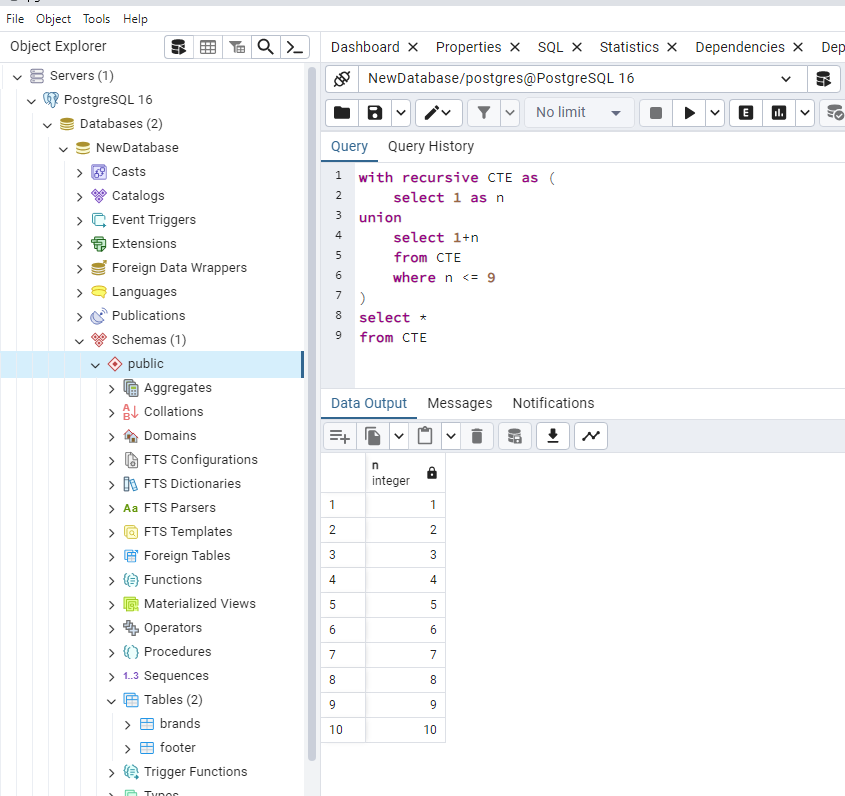 File Object Tools Help
Object Explorer
Dashboard Properties SQL Statistics Dependencies Dep
Servers (1)
PostgreSQL 16
Databases (2)
NewDatabase
Casts
Catalogs
Event Triggers
Extensions
Foreign Data Wrappers
Languages
Publications
Schemas (1)
public
Aggregates
Collations
Domains
FTS Configurations
FTS Dictionaries
Aa FTS Parsers
FTS Templates
Foreign Tables
Functions
Materialized Views
Operators
Procedures
1..3 Sequences
Tables (2)
brands
footer
Trigger Functions
Types
NewDatabase/postgres@PostgreSQL 16
No limit
E
Query Query History
1 with recursive CTE as (
2 select 1 as n
3 union
4 select 1+n
5 from CTE
6 where n <= 9
7 )
8 select *
9 from CTE
Data Output Messages Notifications
n
integer
1 1
2 2
3 3
4 4
5 5
6 6
7 7
8 8
9 9
10 10